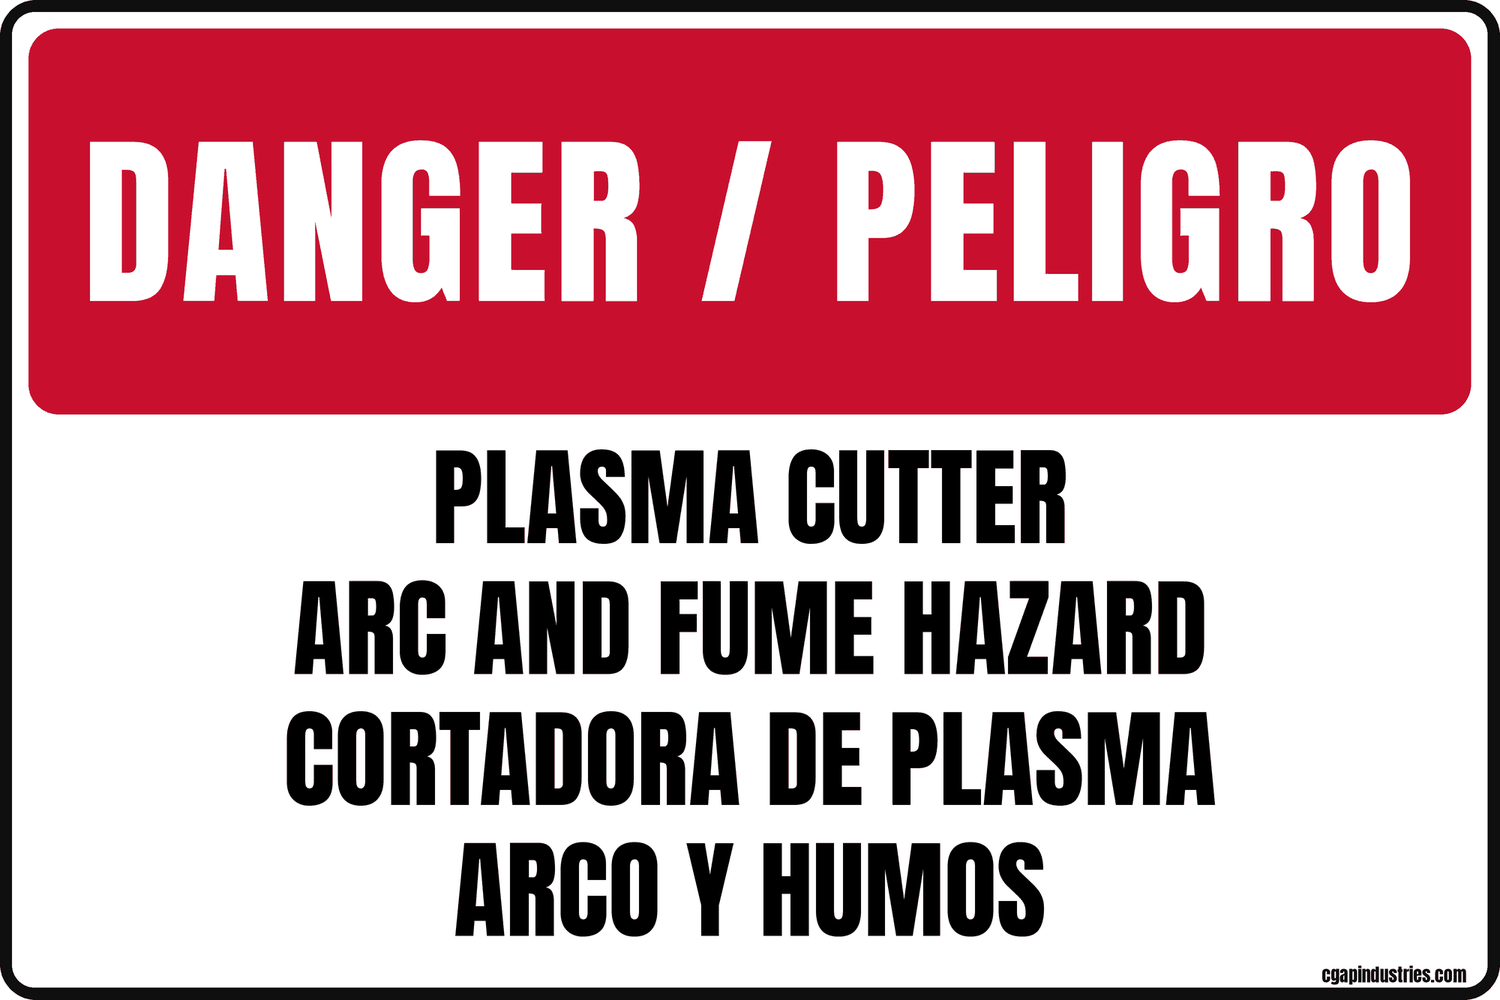 DANGER / PELIGRO
PLASMA CUTTER
ARC AND FUME HAZARD
CORTADORA DE PLASMA
ARCO Y HUMOS
cgapindustries.com